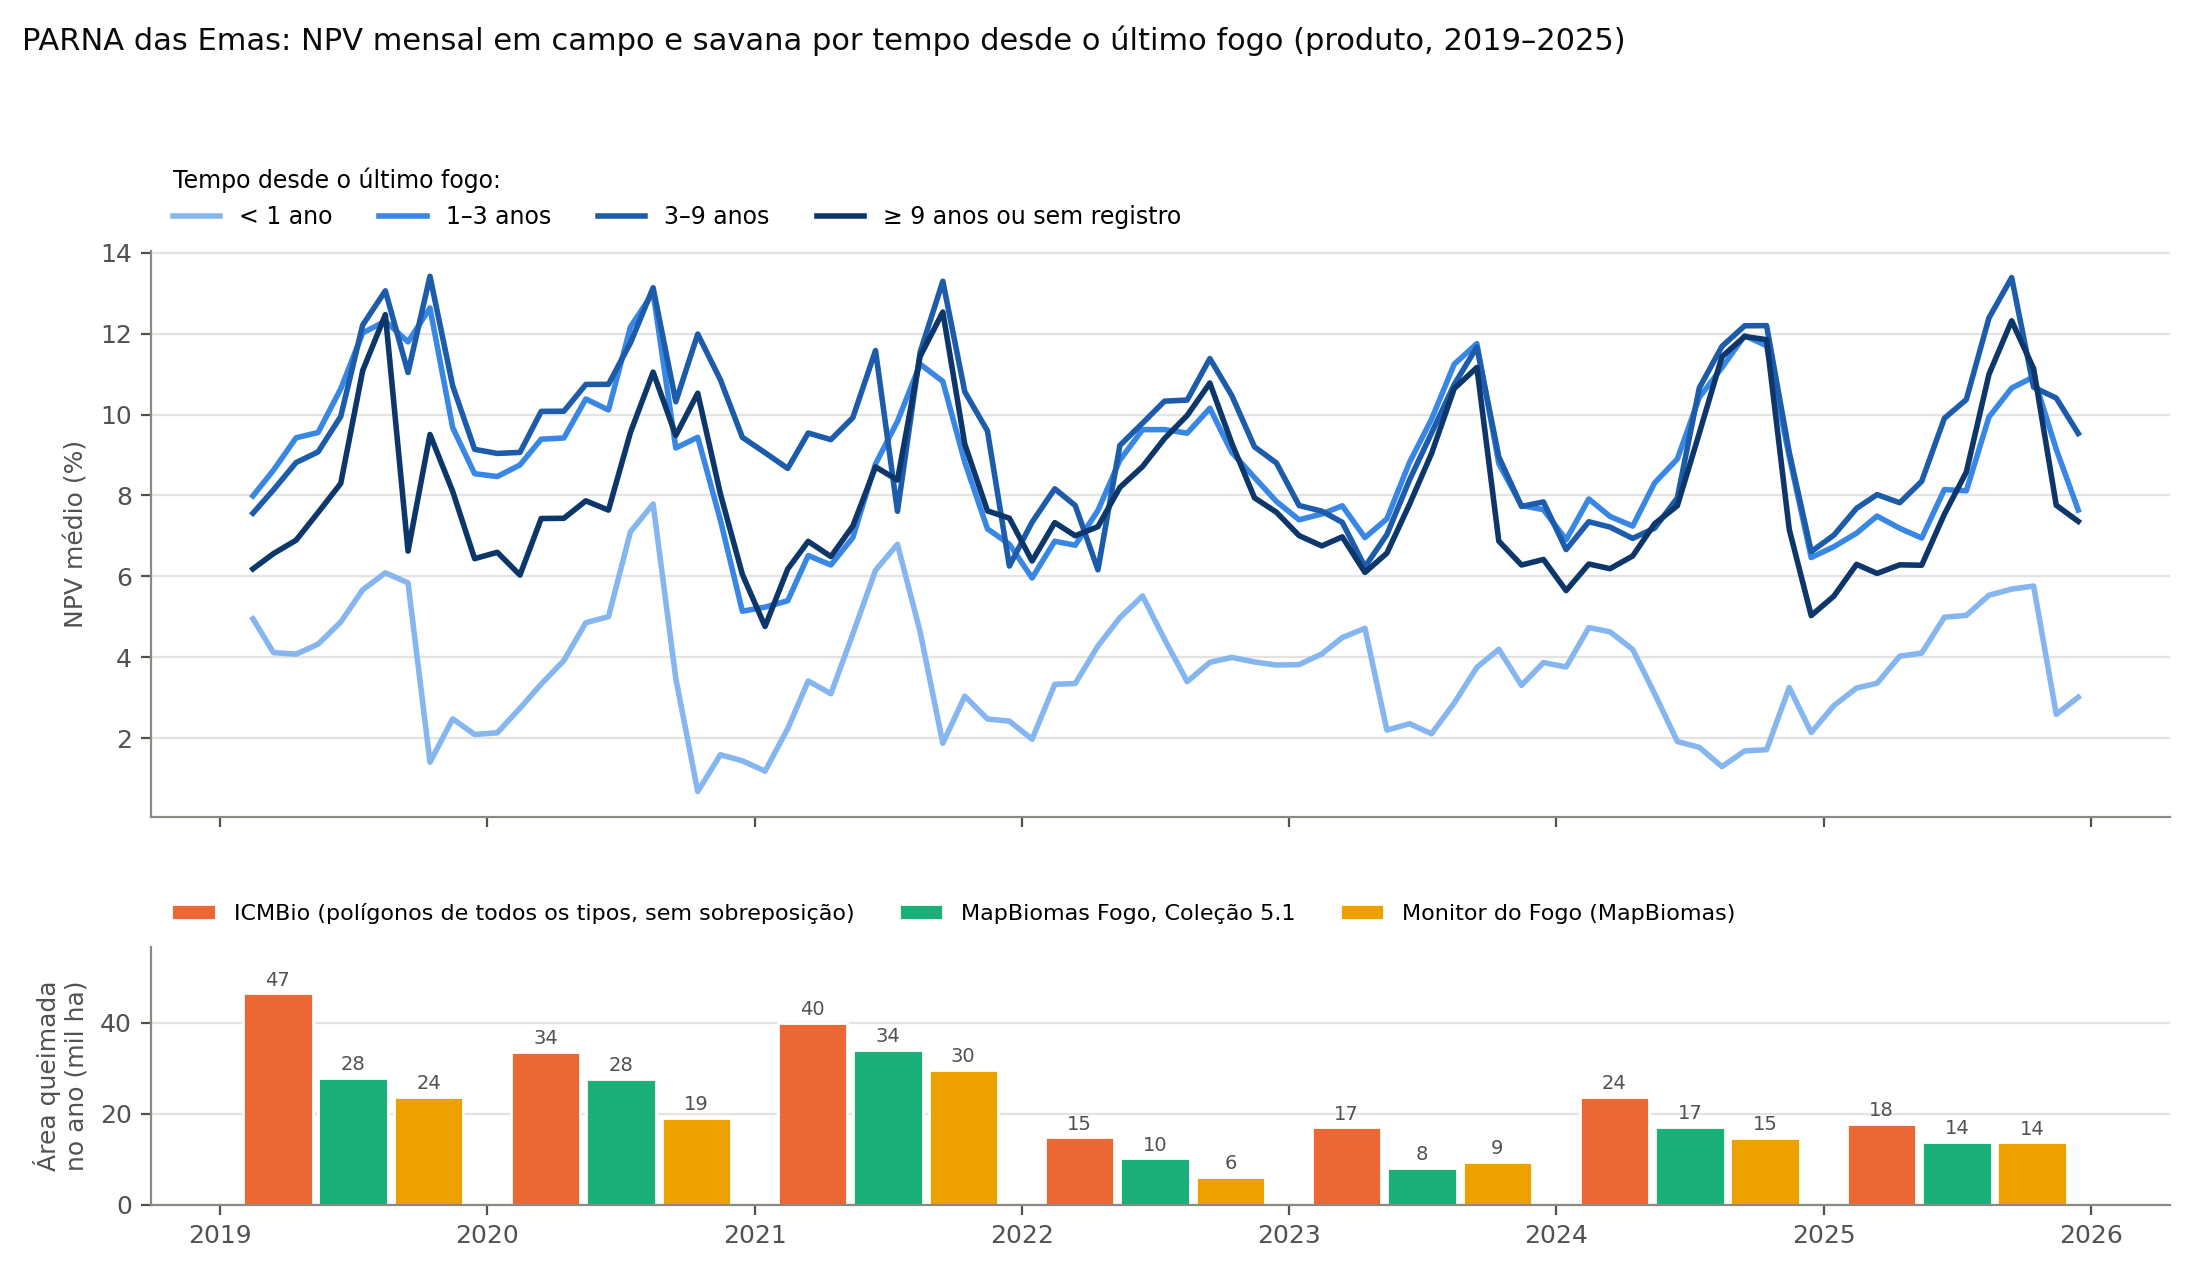 PARNA das Emas: NPV mensal em campo e savana por tempo desde o último fogo (produto, 2019–2025)
Tempo desde o último fogo:
< 1 ano 1–3 anos 3–9 anos ≥ 9 anos ou sem registro
NPV médio (%)
14
12
10
8
6
4
2
ICMBio (polígonos de todos os tipos, sem sobreposição) MapBiomas Fogo, Coleção 5.1 Monitor do Fogo (MapBiomas)
Área queimada
no ano (mil ha)
40
20
0
47 28 24 34 28 19 40 34 30 15 10 6 17 8 9 24 17 15 18 14 14
2019 2020 2021 2022 2023 2024 2025 2026